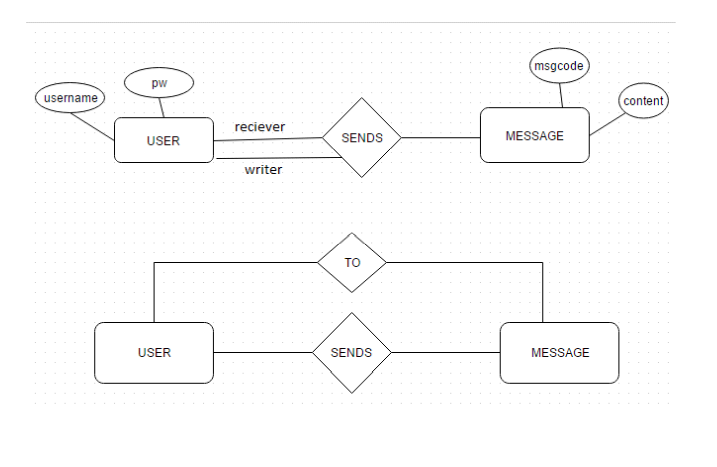 msgcode
pw
username
content
reciever
USER
SENDS
MESSAGE
writer
TO
USER
SENDS
MESSAGE